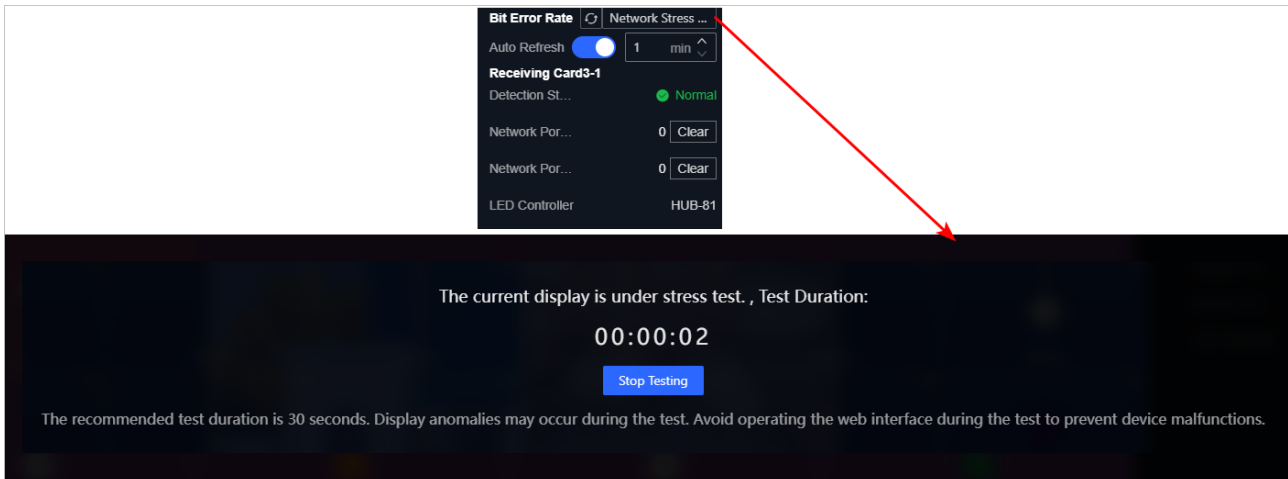 Bit Error Rate Network Stress ...
Auto Refresh 1 min
Receiving Card3-1
Detection St... Normal
Network Por... 0 Clear
Network Por... 0 Clear
LED Controller HUB-81
The current display is under stress test. , Test Duration:
00:00:02
Stop Testing
The recommended test duration is 30 seconds. Display anomalies may occur during the test. Avoid operating the web interface during the test to prevent device malfunctions.